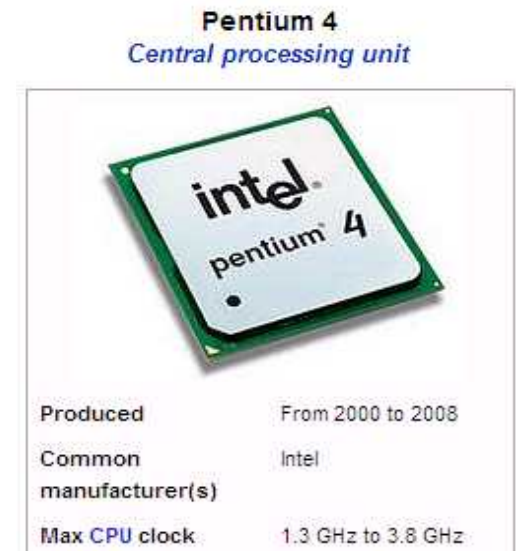 Pentium 4
Central processing unit
intel.
pentium® 4
Produced From 2000 to 2008
Common manufacturer(s) Intel
Max CPU clock 1.3 GHz to 3.8 GHz